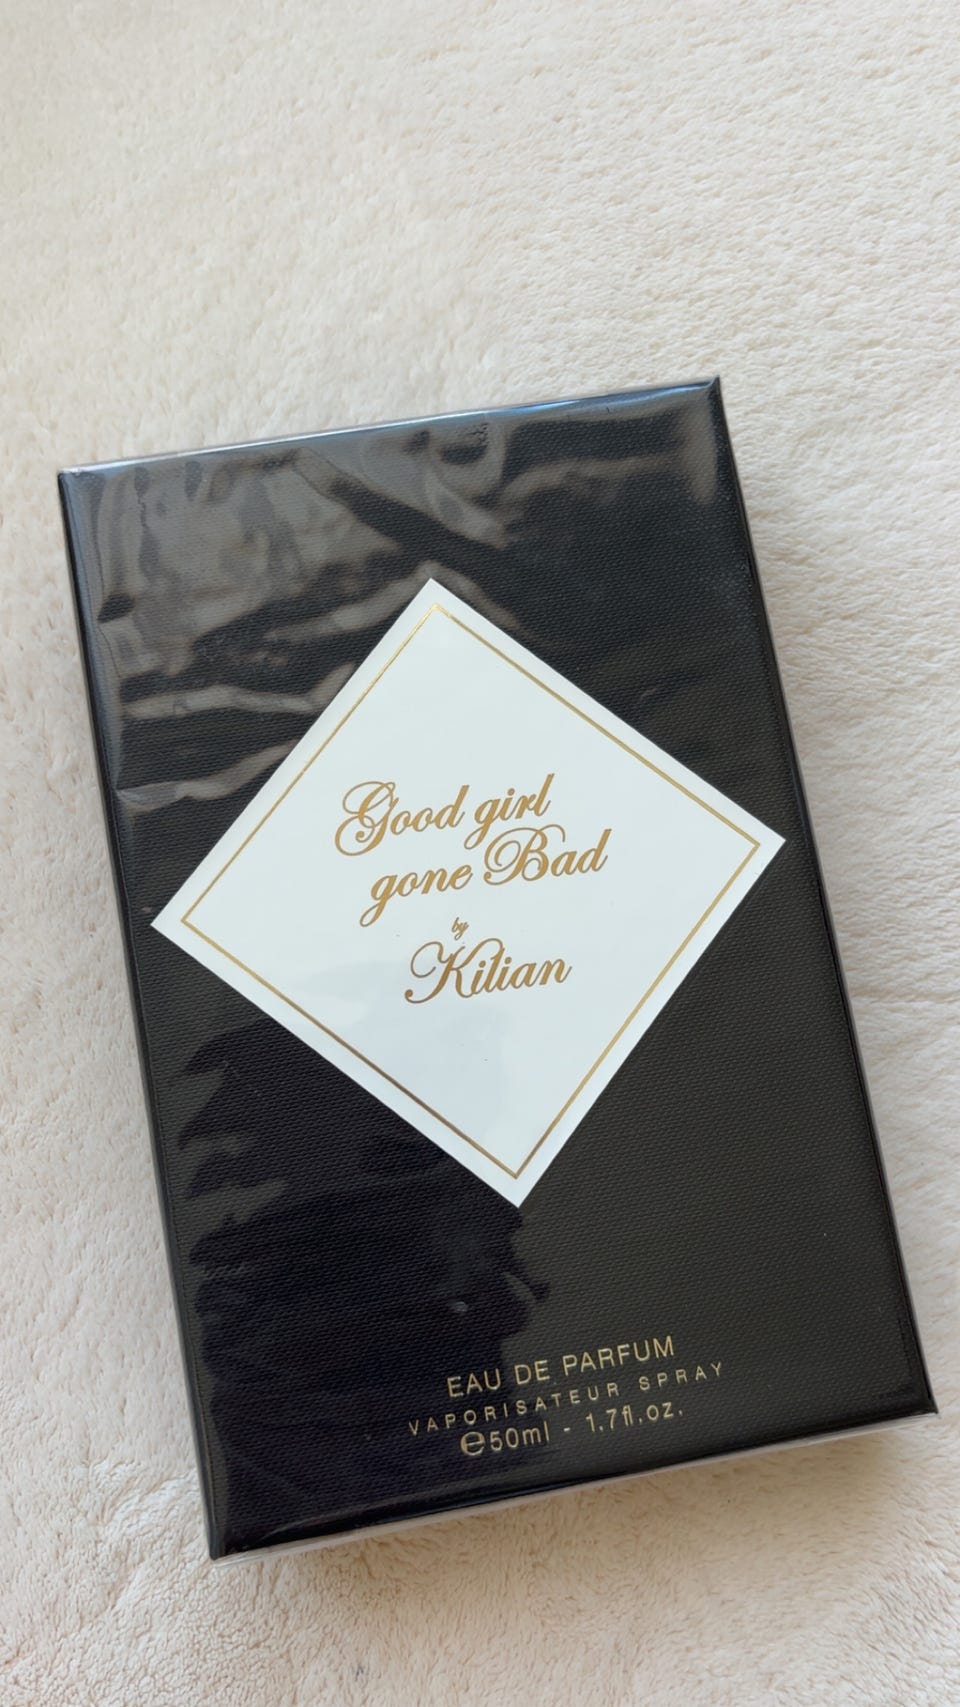 Good girl
gone Bad
by
Kilian
EAU DE PARFUM
VAPORISATEUR SPRAY
℮50ml - 1.7fl.oz.